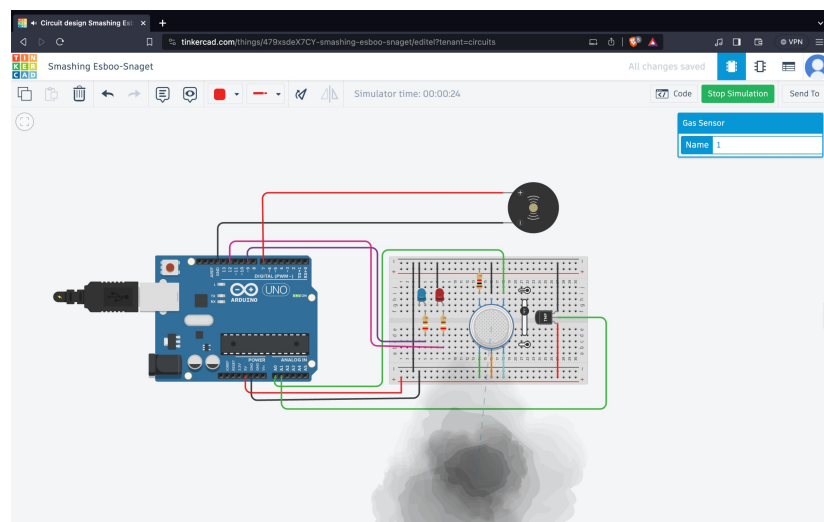 Circuit design Smashing Es
tinkercad.com/things/479xsdeX7CY-smashing-esboo-snaget/editel?tenant=circuits
VPN
TIN
KER
CAD
Smashing Esboo-Snaget
All changes saved
Simulator time: 00:00:24
Code
Stop Simulation
Send To
Gas Sensor
Name 1
DIGITAL (PWM~)
UNO
ARDUINO
POWER
ANALOG IN
TMP